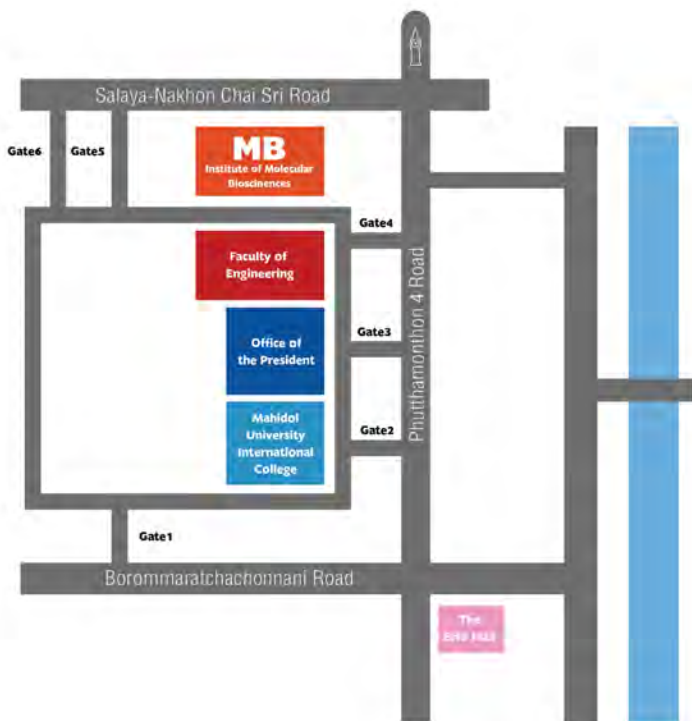 Salaya-Nakhon Chai Sri Road
Gate6
Gate5
MB
Institute of Molecular
Bioscinences
Gate4
Faculty of
Engineering
Phutthamonthon 4 Road
Gate3
Office of
the President
Mahidol
University
International
College
Gate2
Gate1
Borommaratchachonnani Road
The